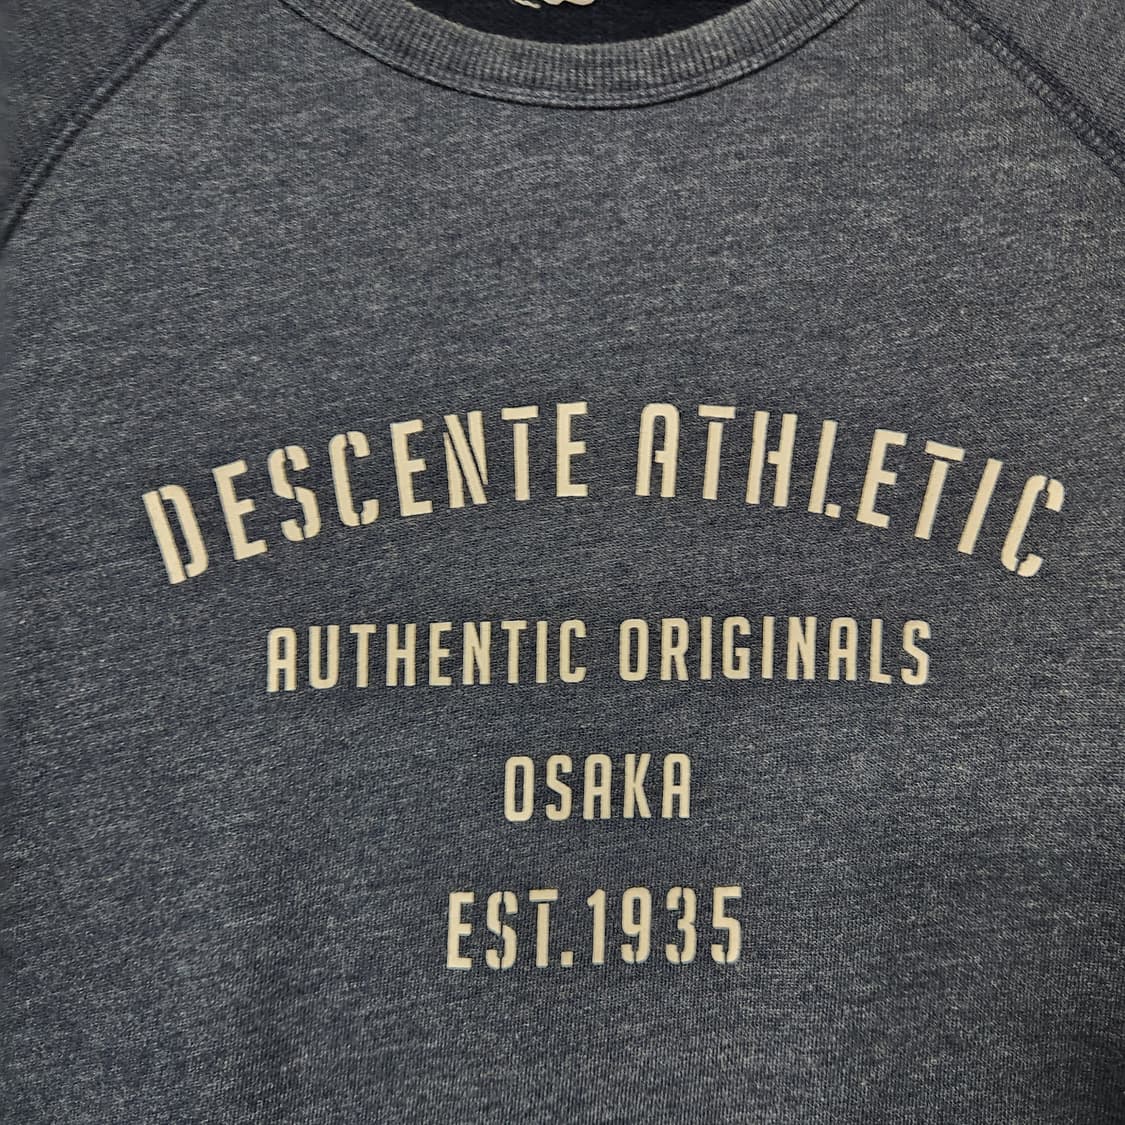 DESCENTE ATHLETIC
AUTHENTIC ORIGINALS
OSAKA
EST.1935